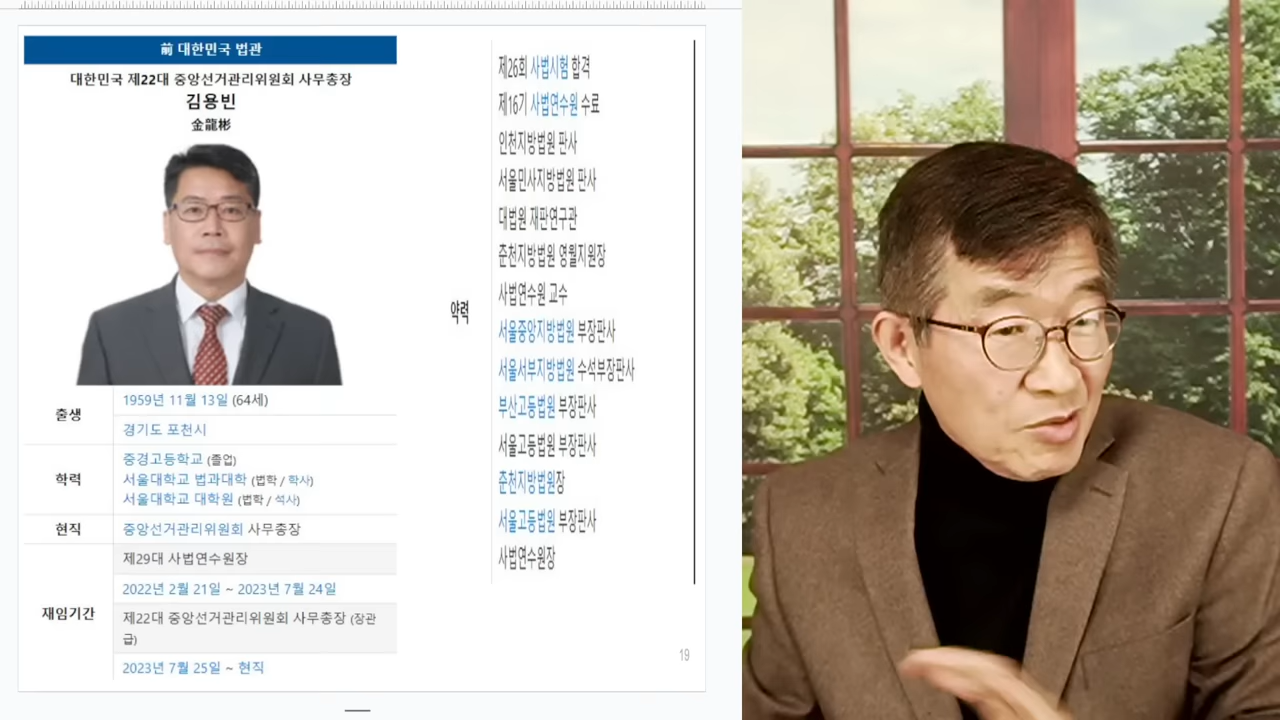 前 대한민국 법관
대한민국 제22대 중앙선거관리위원회 사무총장
김용빈
金龍彬
출생
1959년 11월 13일 (64세)
경기도 포천시
학력
중경고등학교 (졸업)
서울대학교 법과대학 (법학 / 학사)
서울대학교 대학원 (법학 / 석사)
현직
중앙선거관리위원회 사무총장
재임기간
제29대 사법연수원장
2022년 2월 21일 ~ 2023년 7월 24일
제22대 중앙선거관리위원회 사무총장 (장관
급)
2023년 7월 25일 ~ 현직
약력
제26회 사법시험 합격
제16기 사법연수원 수료
인천지방법원 판사
서울민사지방법원 판사
대법원 재판연구관
춘천지방법원 영월지원장
사법연수원 교수
서울중앙지방법원 부장판사
서울서부지방법원 수석부장판사
부산고등법원 부장판사
서울고등법원 부장판사
춘천지방법원장
서울고등법원 부장판사
사법연수원장
19